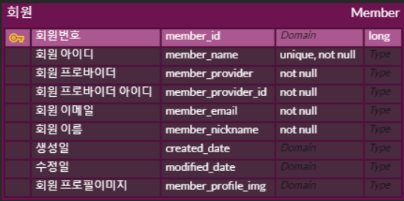 회원 Member
회원번호 member_id Domain long
회원 아이디 member_name unique, not null Type
회원 프로바이더 member_provider not null Type
회원 프로바이더 아이디 member_provider_id not null Type
회원 이메일 member_email not null Type
회원 이름 member_nickname not null Type
생성일 created_date Domain Type
수정일 modified_date Domain Type
회원 프로필이미지 member_profile_img Domain Type